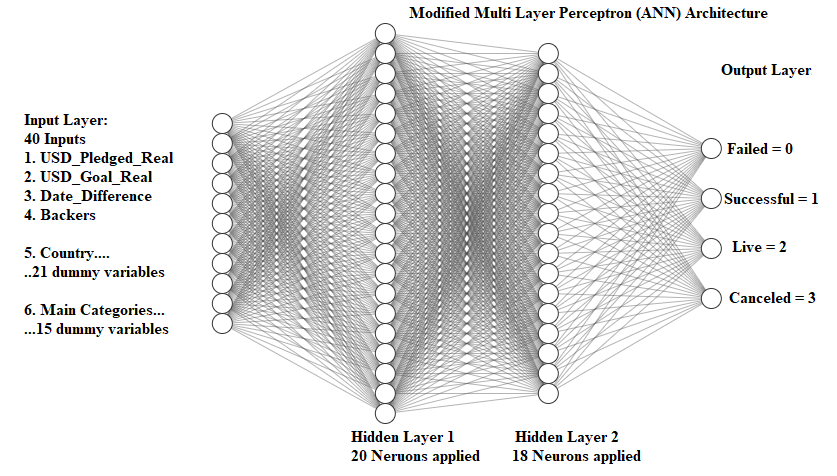 Modified Multi Layer Perceptron (ANN) Architecture
Output Layer
Input Layer:
40 Inputs
1. USD_Pledged_Real
2. USD_Goal_Real
3. Date_Difference
4. Backers
5. Country....
..21 dummy variables
6. Main Categories...
...15 dummy variables
Failed = 0
Successful = 1
Live = 2
Canceled = 3
Hidden Layer 1
20 Neruons applied
Hidden Layer 2
18 Neurons applied